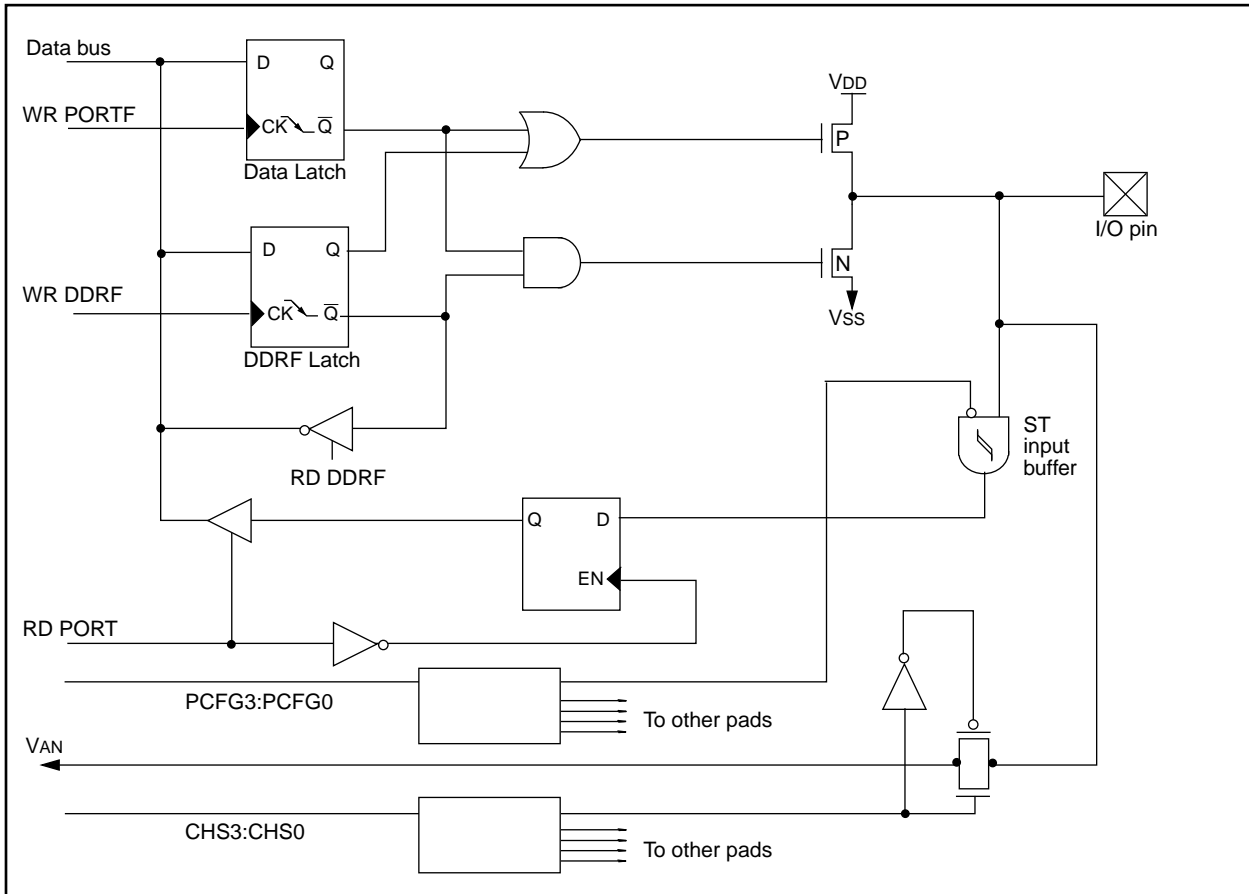 Data bus
D Q
VDD
WR PORTF
CK Q
P
Data Latch
I/O pin
D Q
N
WR DDRF
CK Q
VSS
DDRF Latch
ST
input
buffer
RD DDRF
Q D
EN
RD PORT
PCFG3:PCFG0
To other pads
VAN
CHS3:CHS0
To other pads